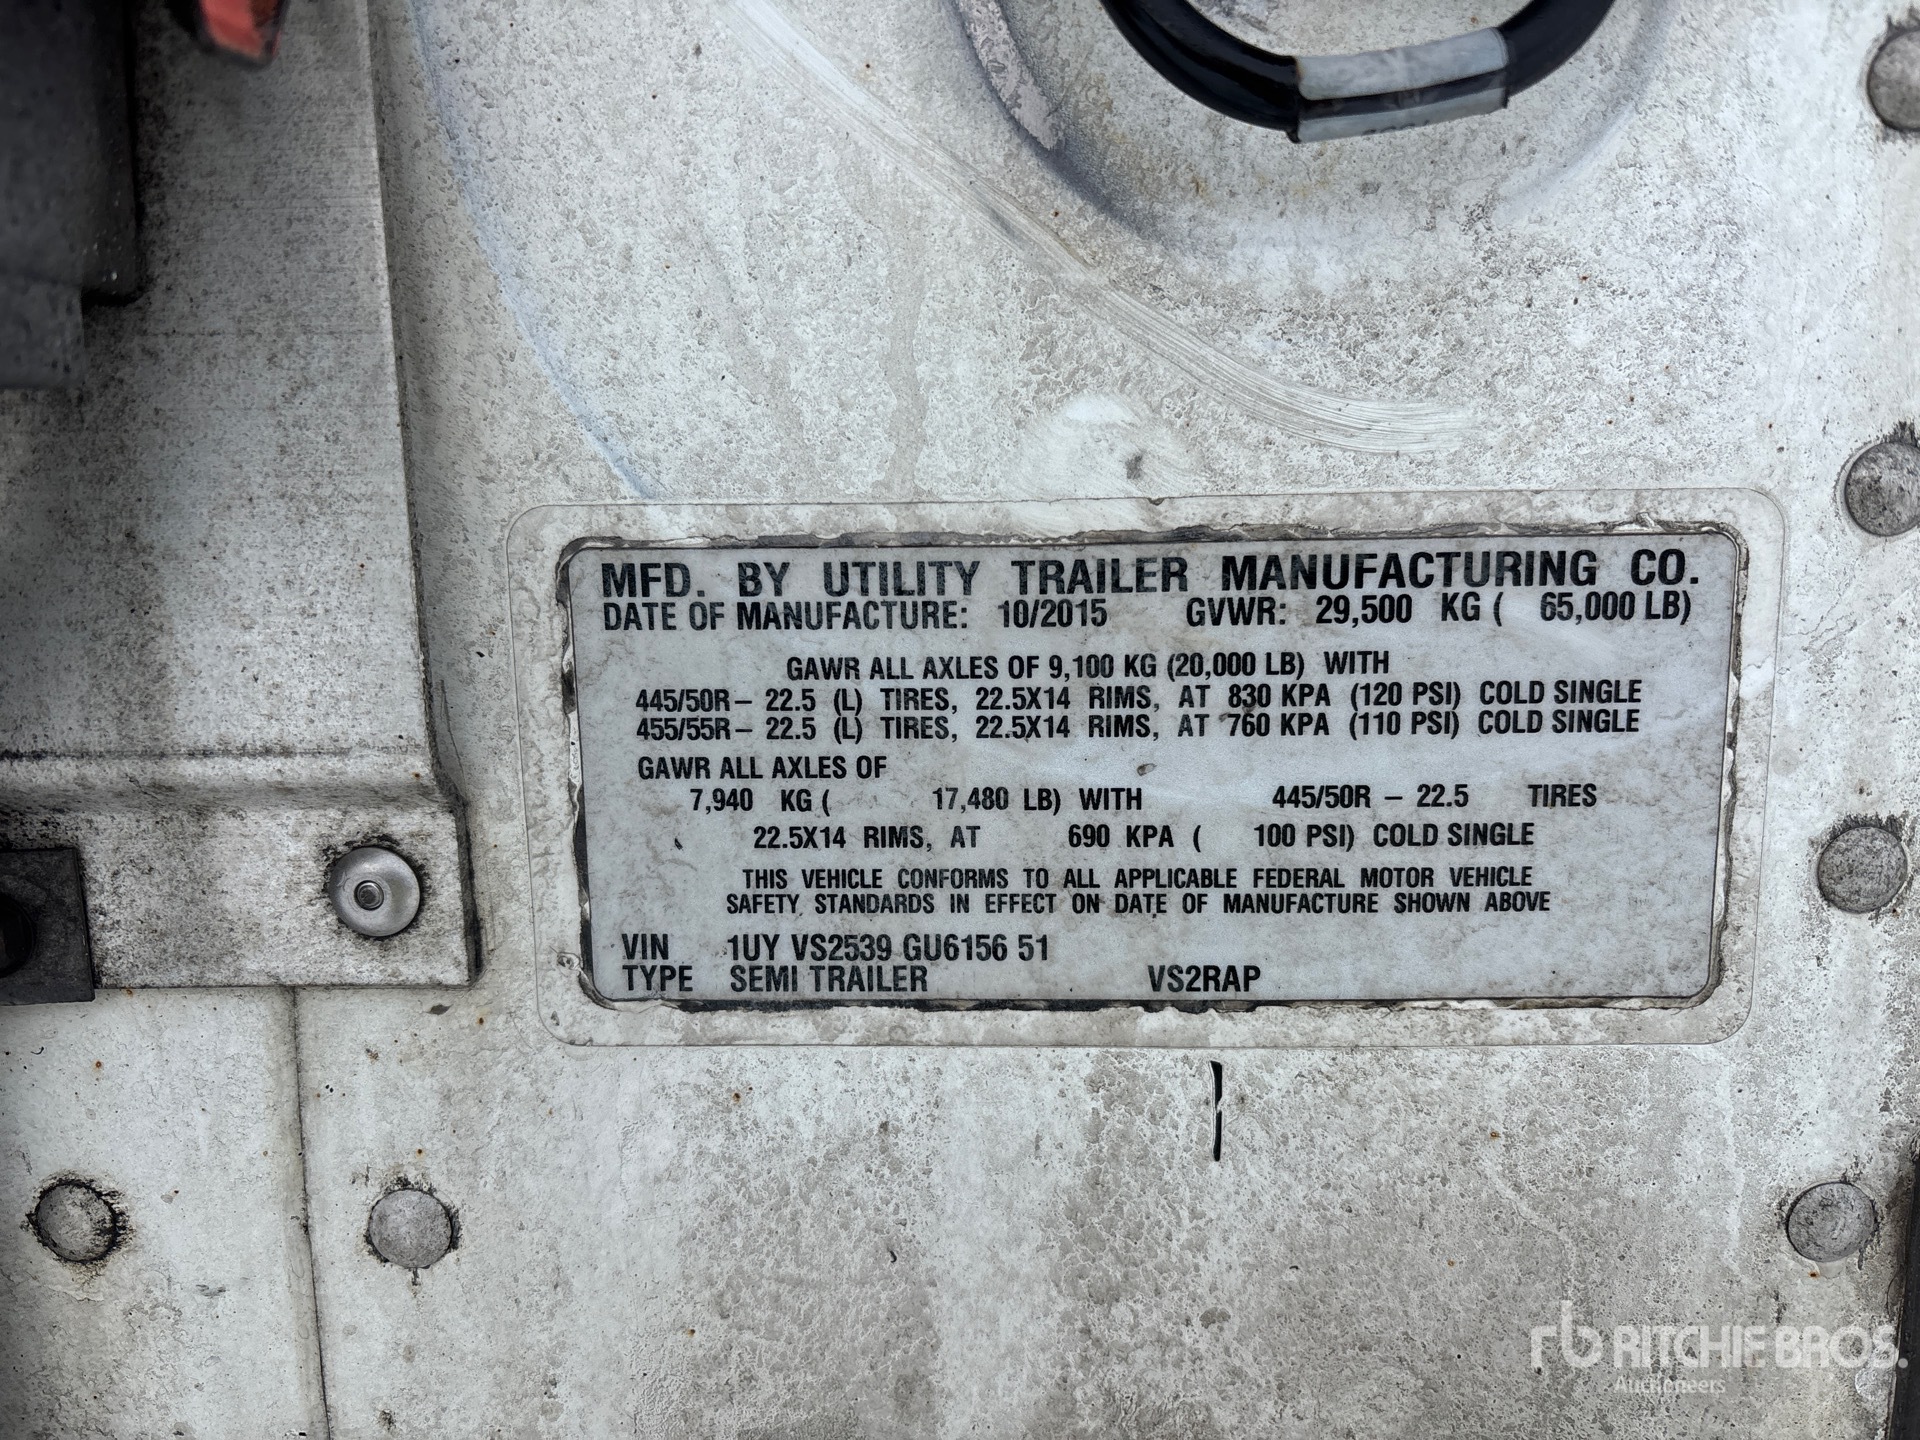 MFD. BY UTILITY TRAILER MANUFACTURING CO.
DATE OF MANUFACTURE: 10/2015 GVWR: 29,500 KG ( 65,000 LB)
GAWR ALL AXLES OF 9,100 KG (20,000 LB) WITH
445/50R – 22.5 (L) TIRES, 22.5X14 RIMS, AT 830 KPA (120 PSI) COLD SINGLE
455/55R – 22.5 (L) TIRES, 22.5X14 RIMS, AT 760 KPA (110 PSI) COLD SINGLE
GAWR ALL AXLES OF
7,940 KG ( 17,480 LB) WITH 445/50R – 22.5 TIRES
22.5X14 RIMS, AT 690 KPA ( 100 PSI) COLD SINGLE
THIS VEHICLE CONFORMS TO ALL APPLICABLE FEDERAL MOTOR VEHICLE
SAFETY STANDARDS IN EFFECT ON DATE OF MANUFACTURE SHOWN ABOVE
VIN 1UY VS2539 GU6156 51
TYPE SEMI TRAILER VS2RAP
rb RITCHIE BROS.
Auctioneers